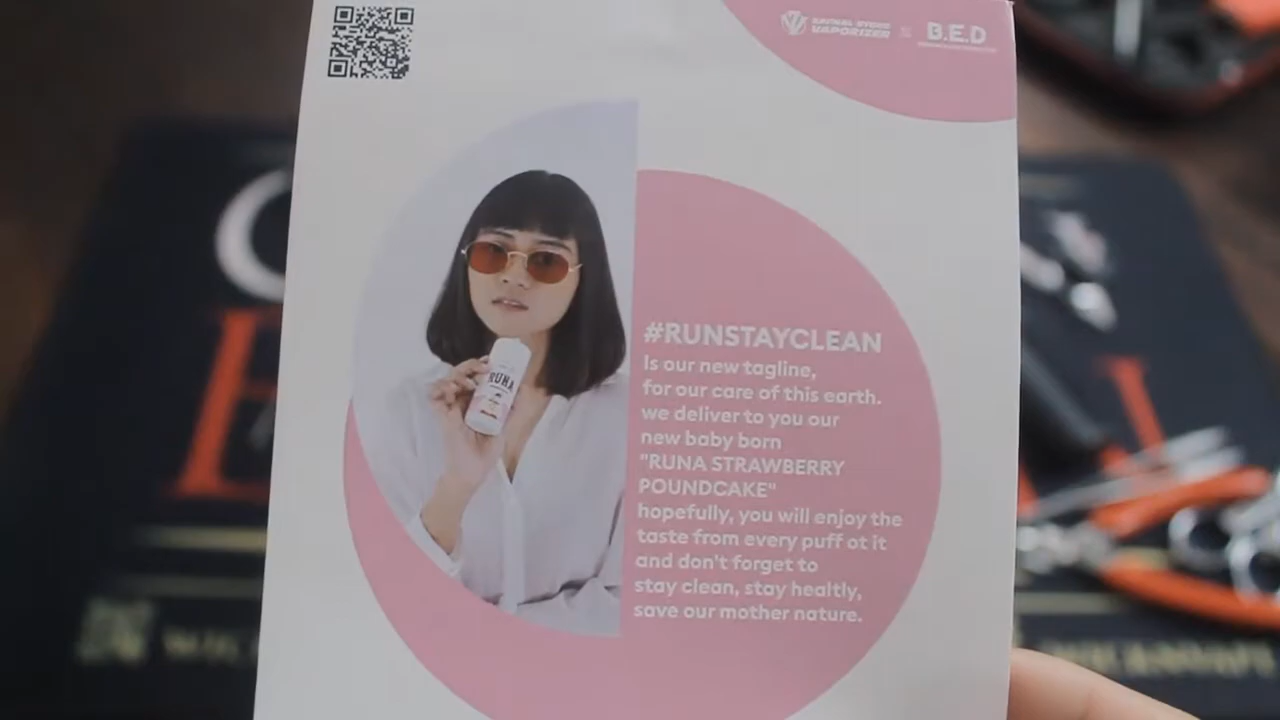 VAPORIZER
B.E.D
RUNA
#RUNSTAYCLEAN
Is our new tagline,
for our care of this earth.
we deliver to you our
new baby born
"RUNA STRAWBERRY
POUNDCAKE"
hopefully, you will enjoy the
taste from every puff ot it
and don't forget to
stay clean, stay healtly,
save our mother nature.